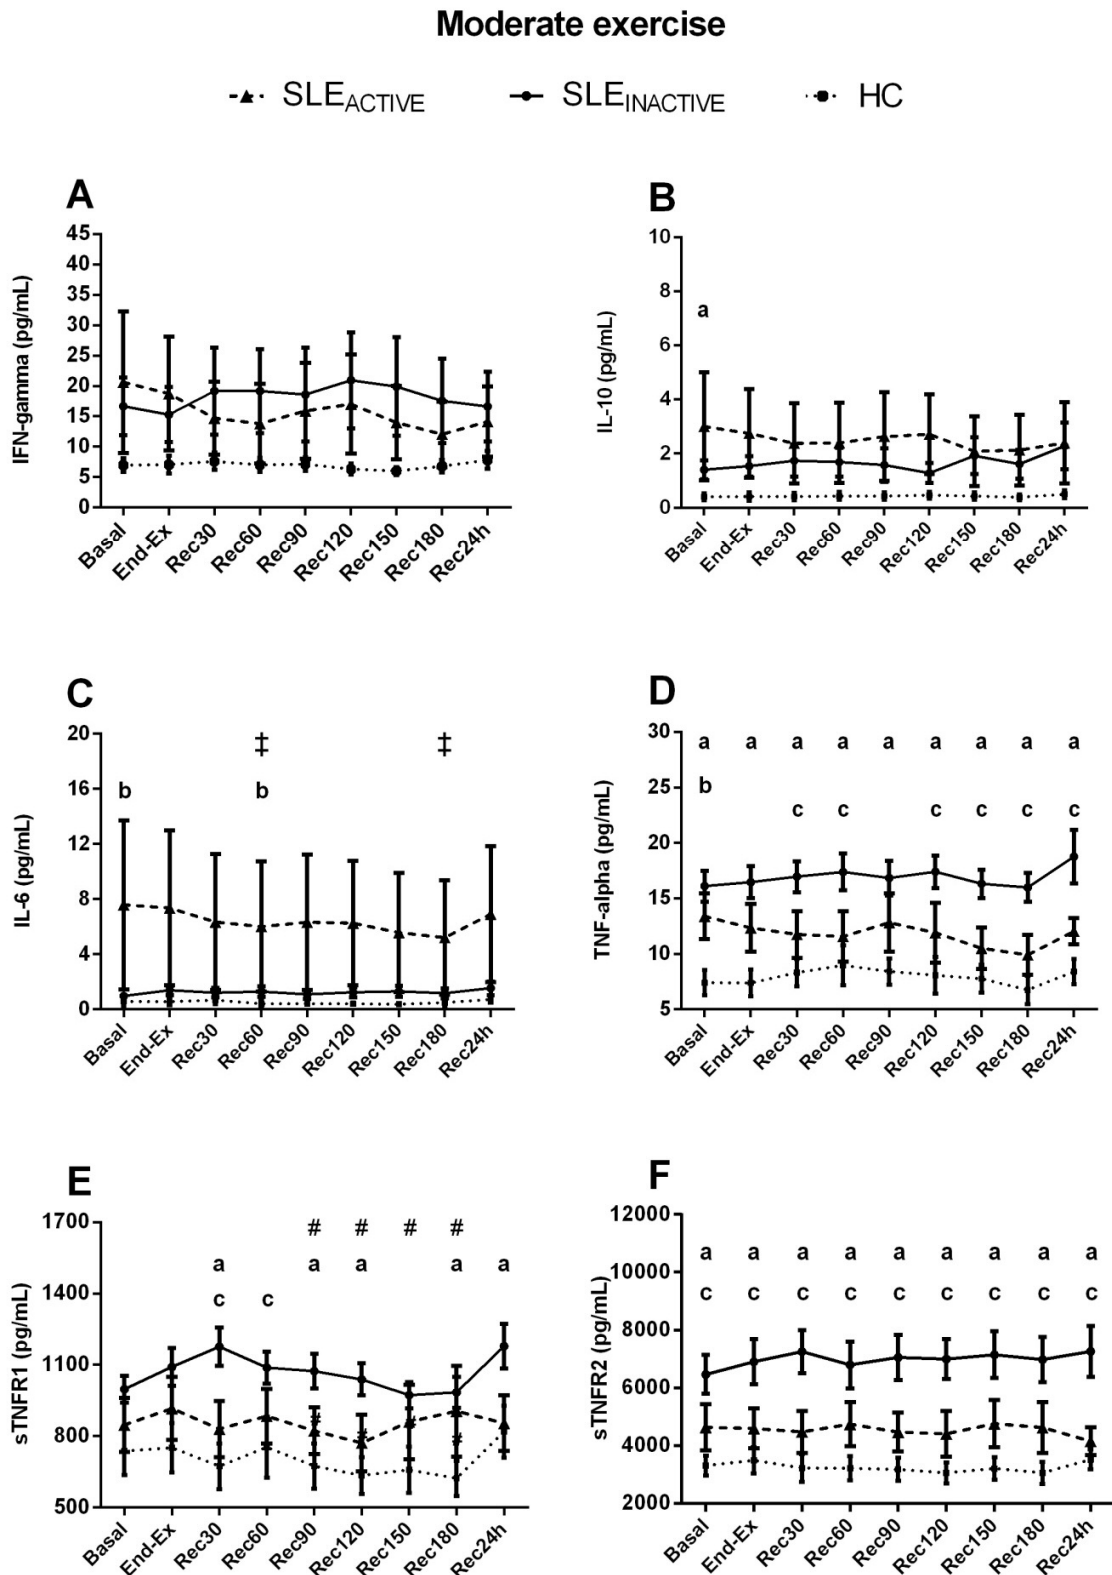 Moderate exercise
SLEACTIVE SLEINACTIVE HC
A
IFN-gamma (pg/mL)
45
40
35
30
25
20
15
10
5
0
Basal End-Ex Rec30 Rec60 Rec90 Rec120 Rec150 Rec180 Rec24h
B
IL-10 (pg/mL)
10
8
6
4
2
0
a
Basal End-Ex Rec30 Rec60 Rec90 Rec120 Rec150 Rec180 Rec24h
C
IL-6 (pg/mL)
20
16
12
8
4
0
‡ ‡
b b
Basal End-Ex Rec30 Rec60 Rec90 Rec120 Rec150 Rec180 Rec24h
D
TNF-alpha (pg/mL)
30
25
20
15
10
5
a a a a a a a a a
b
c c c c c c
Basal End-Ex Rec30 Rec60 Rec90 Rec120 Rec150 Rec180 Rec24h
E
sTNFR1 (pg/mL)
1700
1400
1100
800
500
# # # #
a a a a a
c c
# # # #
Basal End-Ex Rec30 Rec60 Rec90 Rec120 Rec150 Rec180 Rec24h
F
sTNFR2 (pg/mL)
12000
10000
8000
6000
4000
2000
a a a a a a a a a
c c c c c c c c c
Basal End-Ex Rec30 Rec60 Rec90 Rec120 Rec150 Rec180 Rec24h